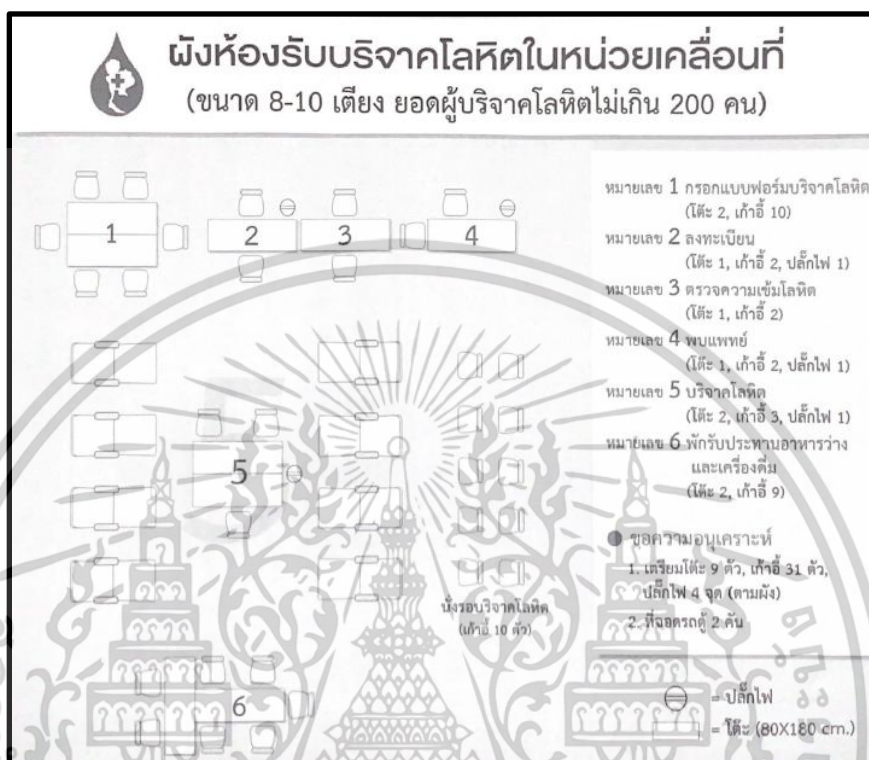 ผังห้องรับบริจาคโลหิตในหน่วยเคลื่อนที่
(ขนาด 8-10 เตียง ยอดผู้บริจาคโลหิตไม่เกิน 200 คน)
1
2
3
4
5
นั่งรอบริจาคโลหิต
(เก้าอี้ 10 ตัว)
6
หมายเลข 1 กรอกแบบฟอร์มบริจาคโลหิต
(โต๊ะ 2, เก้าอี้ 10)
หมายเลข 2 ลงทะเบียน
(โต๊ะ 1, เก้าอี้ 2, ปลั๊กไฟ 1)
หมายเลข 3 ตรวจความเข้มโลหิต
(โต๊ะ 1, เก้าอี้ 2)
หมายเลข 4 พบแพทย์
(โต๊ะ 1, เก้าอี้ 2, ปลั๊กไฟ 1)
หมายเลข 5 บริจาคโลหิต
(โต๊ะ 2, เก้าอี้ 3, ปลั๊กไฟ 1)
หมายเลข 6 พักรับประทานอาหารว่าง
และเครื่องดื่ม
(โต๊ะ 2, เก้าอี้ 9)
ขอความอนุเคราะห์
1. เตรียมโต๊ะ 9 ตัว, เก้าอี้ 31 ตัว,
ปลั๊กไฟ 4 จุด (ตามผัง)
2. ที่จอดรถตู้ 2 คัน
= ปลั๊กไฟ
= โต๊ะ (80X180 cm.)